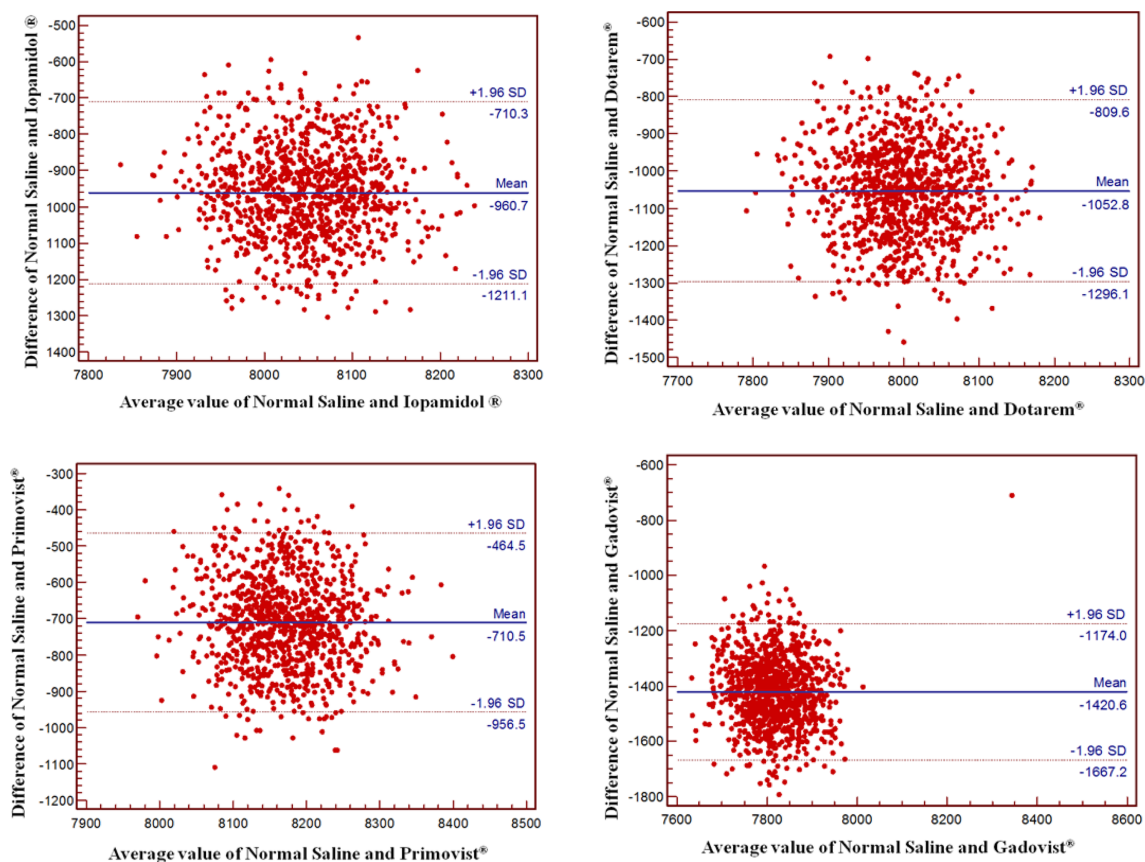 Difference of Normal Saline and Iopamidol ®
-500
-600
-700
-800
-900
1000
1100
1200
1300
1400
+1.96 SD
-710.3
Mean
-960.7
-1.96 SD
-1211.1
7800 7900 8000 8100 8200 8300
Average value of Normal Saline and Iopamidol ®
Difference of Normal Saline and Dotarem®
-600
-700
-800
-900
-1000
-1100
-1200
-1300
-1400
-1500
+1.96 SD
-809.6
Mean
-1052.8
-1.96 SD
-1296.1
7700 7800 7900 8000 8100 8200 8300
Average value of Normal Saline and Dotarem®
Difference of Normal Saline and Primovist®
-300
-400
-500
-600
-700
-800
-900
-1000
-1100
-1200
+1.96 SD
-464.5
Mean
-710.5
-1.96 SD
-956.5
7900 8000 8100 8200 8300 8400 8500
Average value of Normal Saline and Primovist®
Difference of Normal Saline and Gadovist®
-600
-800
-1000
-1200
-1400
-1600
-1800
+1.96 SD
-1174.0
Mean
-1420.6
-1.96 SD
-1667.2
7600 7800 8000 8200 8400 8600
Average value of Normal Saline and Gadovist®